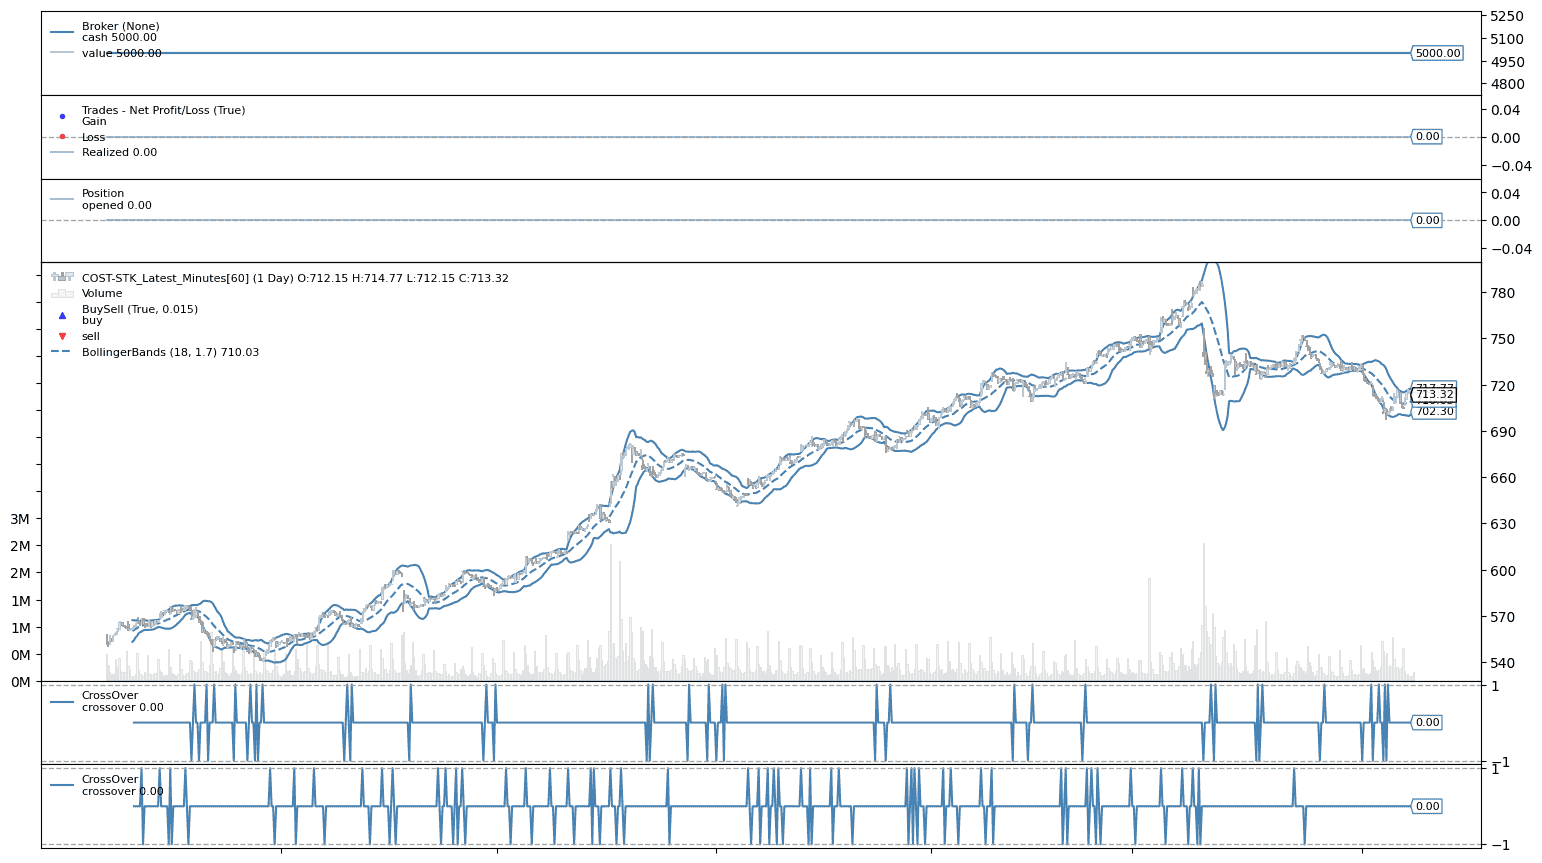 Broker (None)
cash 5000.00
value 5000.00
5000.00
5250
5100
4950
4800
Trades - Net Profit/Loss (True)
Gain
Loss
Realized 0.00
0.00
0.04
0.00
−0.04
Position
opened 0.00
0.00
0.04
0.00
−0.04
COST-STK_Latest_Minutes[60] (1 Day) O:712.15 H:714.77 L:712.15 C:713.32
Volume
BuySell (True, 0.015)
buy
sell
BollingerBands (18, 1.7) 710.03
780
750
720
690
660
630
600
570
540
717.77
713.32
702.30
3M
2M
2M
1M
1M
0M
0M
CrossOver
crossover 0.00
0.00
1
−1
CrossOver
crossover 0.00
0.00
1
−1